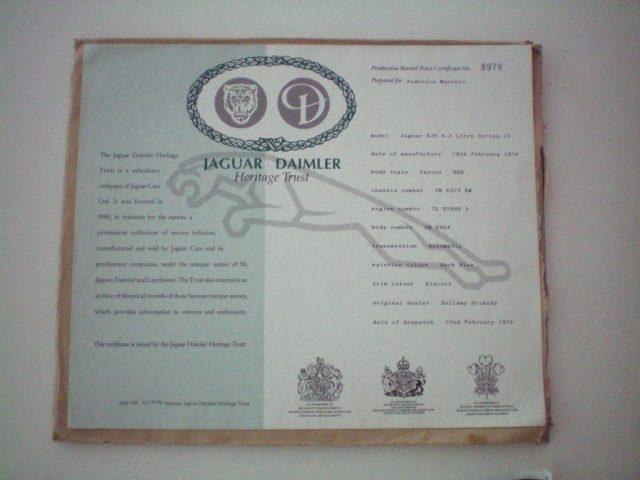 JAGUAR DAIMLER
Heritage Trust
The Jaguar Daimler Heritage
Trust is a subsidiary
company of Jaguar Cars
Ltd. It was formed in
1983, to maintain for the nation, a
permanent collection of motor vehicles,
manufactured and sold by Jaguar Cars and its
predecessor companies, under the marque names of SS,
Jaguar, Daimler and Lanchester. The Trust also maintains an
archive of historical records of these famous marque names,
which provides information to owners and enthusiasts.
This certificate is issued by the Jaguar Daimler Heritage Trust.
Director Jaguar Daimler Heritage Trust
Production Record Trace Certificate No. 8979
Prepared for Federico Montero
model Jaguar XJ6 4.2 Litre Series II
date of manufacture 18th February 1974
body style Saloon RHD
chassis number 2N
engine number 7L
body number
transmission Automatic
exterior colour Dark Blue
trim colour Biscuit
original dealer Bellamy Grimsby
date of despatch 22nd February 1974